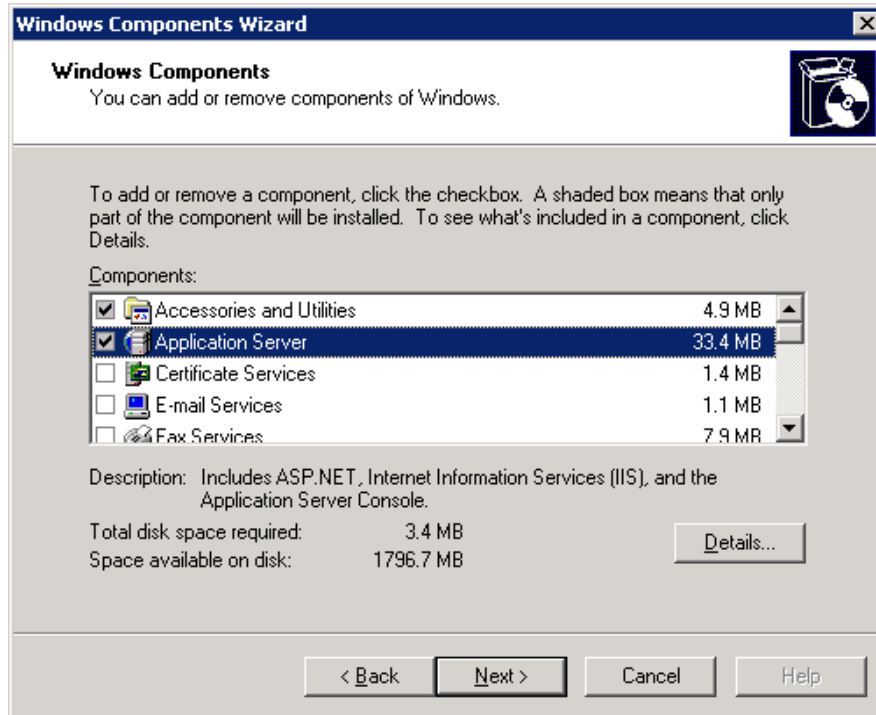 Windows Components Wizard
Windows Components
You can add or remove components of Windows.
To add or remove a component, click the checkbox. A shaded box means that only
part of the component will be installed. To see what's included in a component, click
Details.
Components:
Accessories and Utilities 4.9 MB
Application Server 33.4 MB
Certificate Services 1.4 MB
E-mail Services 1.1 MB
Fax Services 7.9 MB
Description: Includes ASP.NET, Internet Information Services (IIS), and the
Application Server Console.
Total disk space required: 3.4 MB
Space available on disk: 1796.7 MB
Details...
< Back Next > Cancel Help